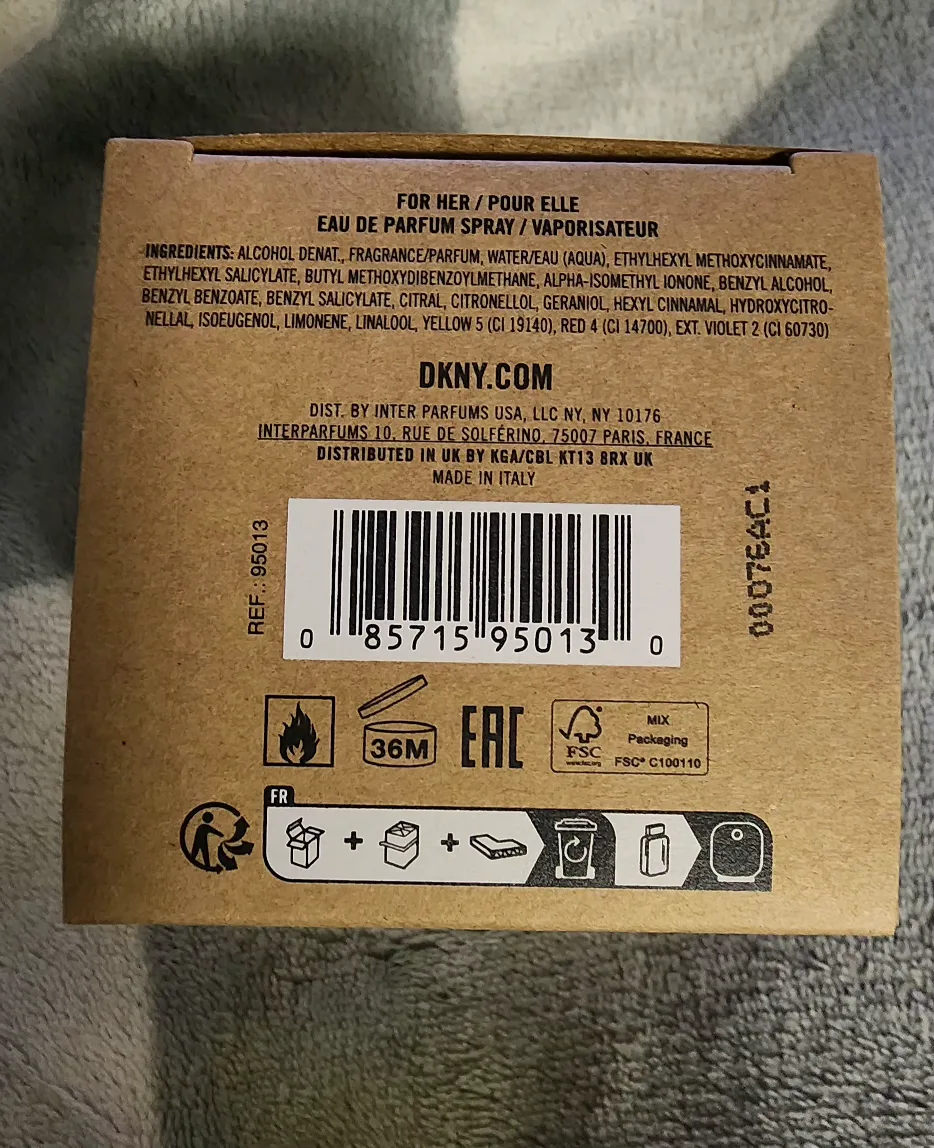 FOR HER / POUR ELLE
EAU DE PARFUM SPRAY / VAPORISATEUR
INGREDIENTS: ALCOHOL DENAT., FRAGRANCE/PARFUM, WATER/EAU (AQUA), ETHYLHEXYL METHOXYCINNAMATE,
ETHYLHEXYL SALICYLATE, BUTYL METHOXYDIBENZOYLMETHANE, ALPHA-ISOMETHYL IONONE, BENZYL ALCOHOL,
BENZYL BENZOATE, BENZYL SALICYLATE, CITRAL, CITRONELLOL, GERANIOL, HEXYL CINNAMAL, HYDROXYCITRO-
NELLAL, ISOEUGENOL, LIMONENE, LINALOOL, YELLOW 5 (CI 19140), RED 4 (CI 14700), EXT. VIOLET 2 (CI 60730)
DKNY.COM
DIST. BY INTER PARFUMS USA, LLC NY, NY 10176
INTERPARFUMS 10, RUE DE SOLFÉRINO, 75007 PARIS, FRANCE
DISTRIBUTED IN UK BY KGA/CBL KT13 8RX UK
MADE IN ITALY
REF.: 95013
0 85715 95013 0
00076AC1
36M
EAC
FSC
www.fsc.org
MIX
Packaging
FSC® C100110
FR